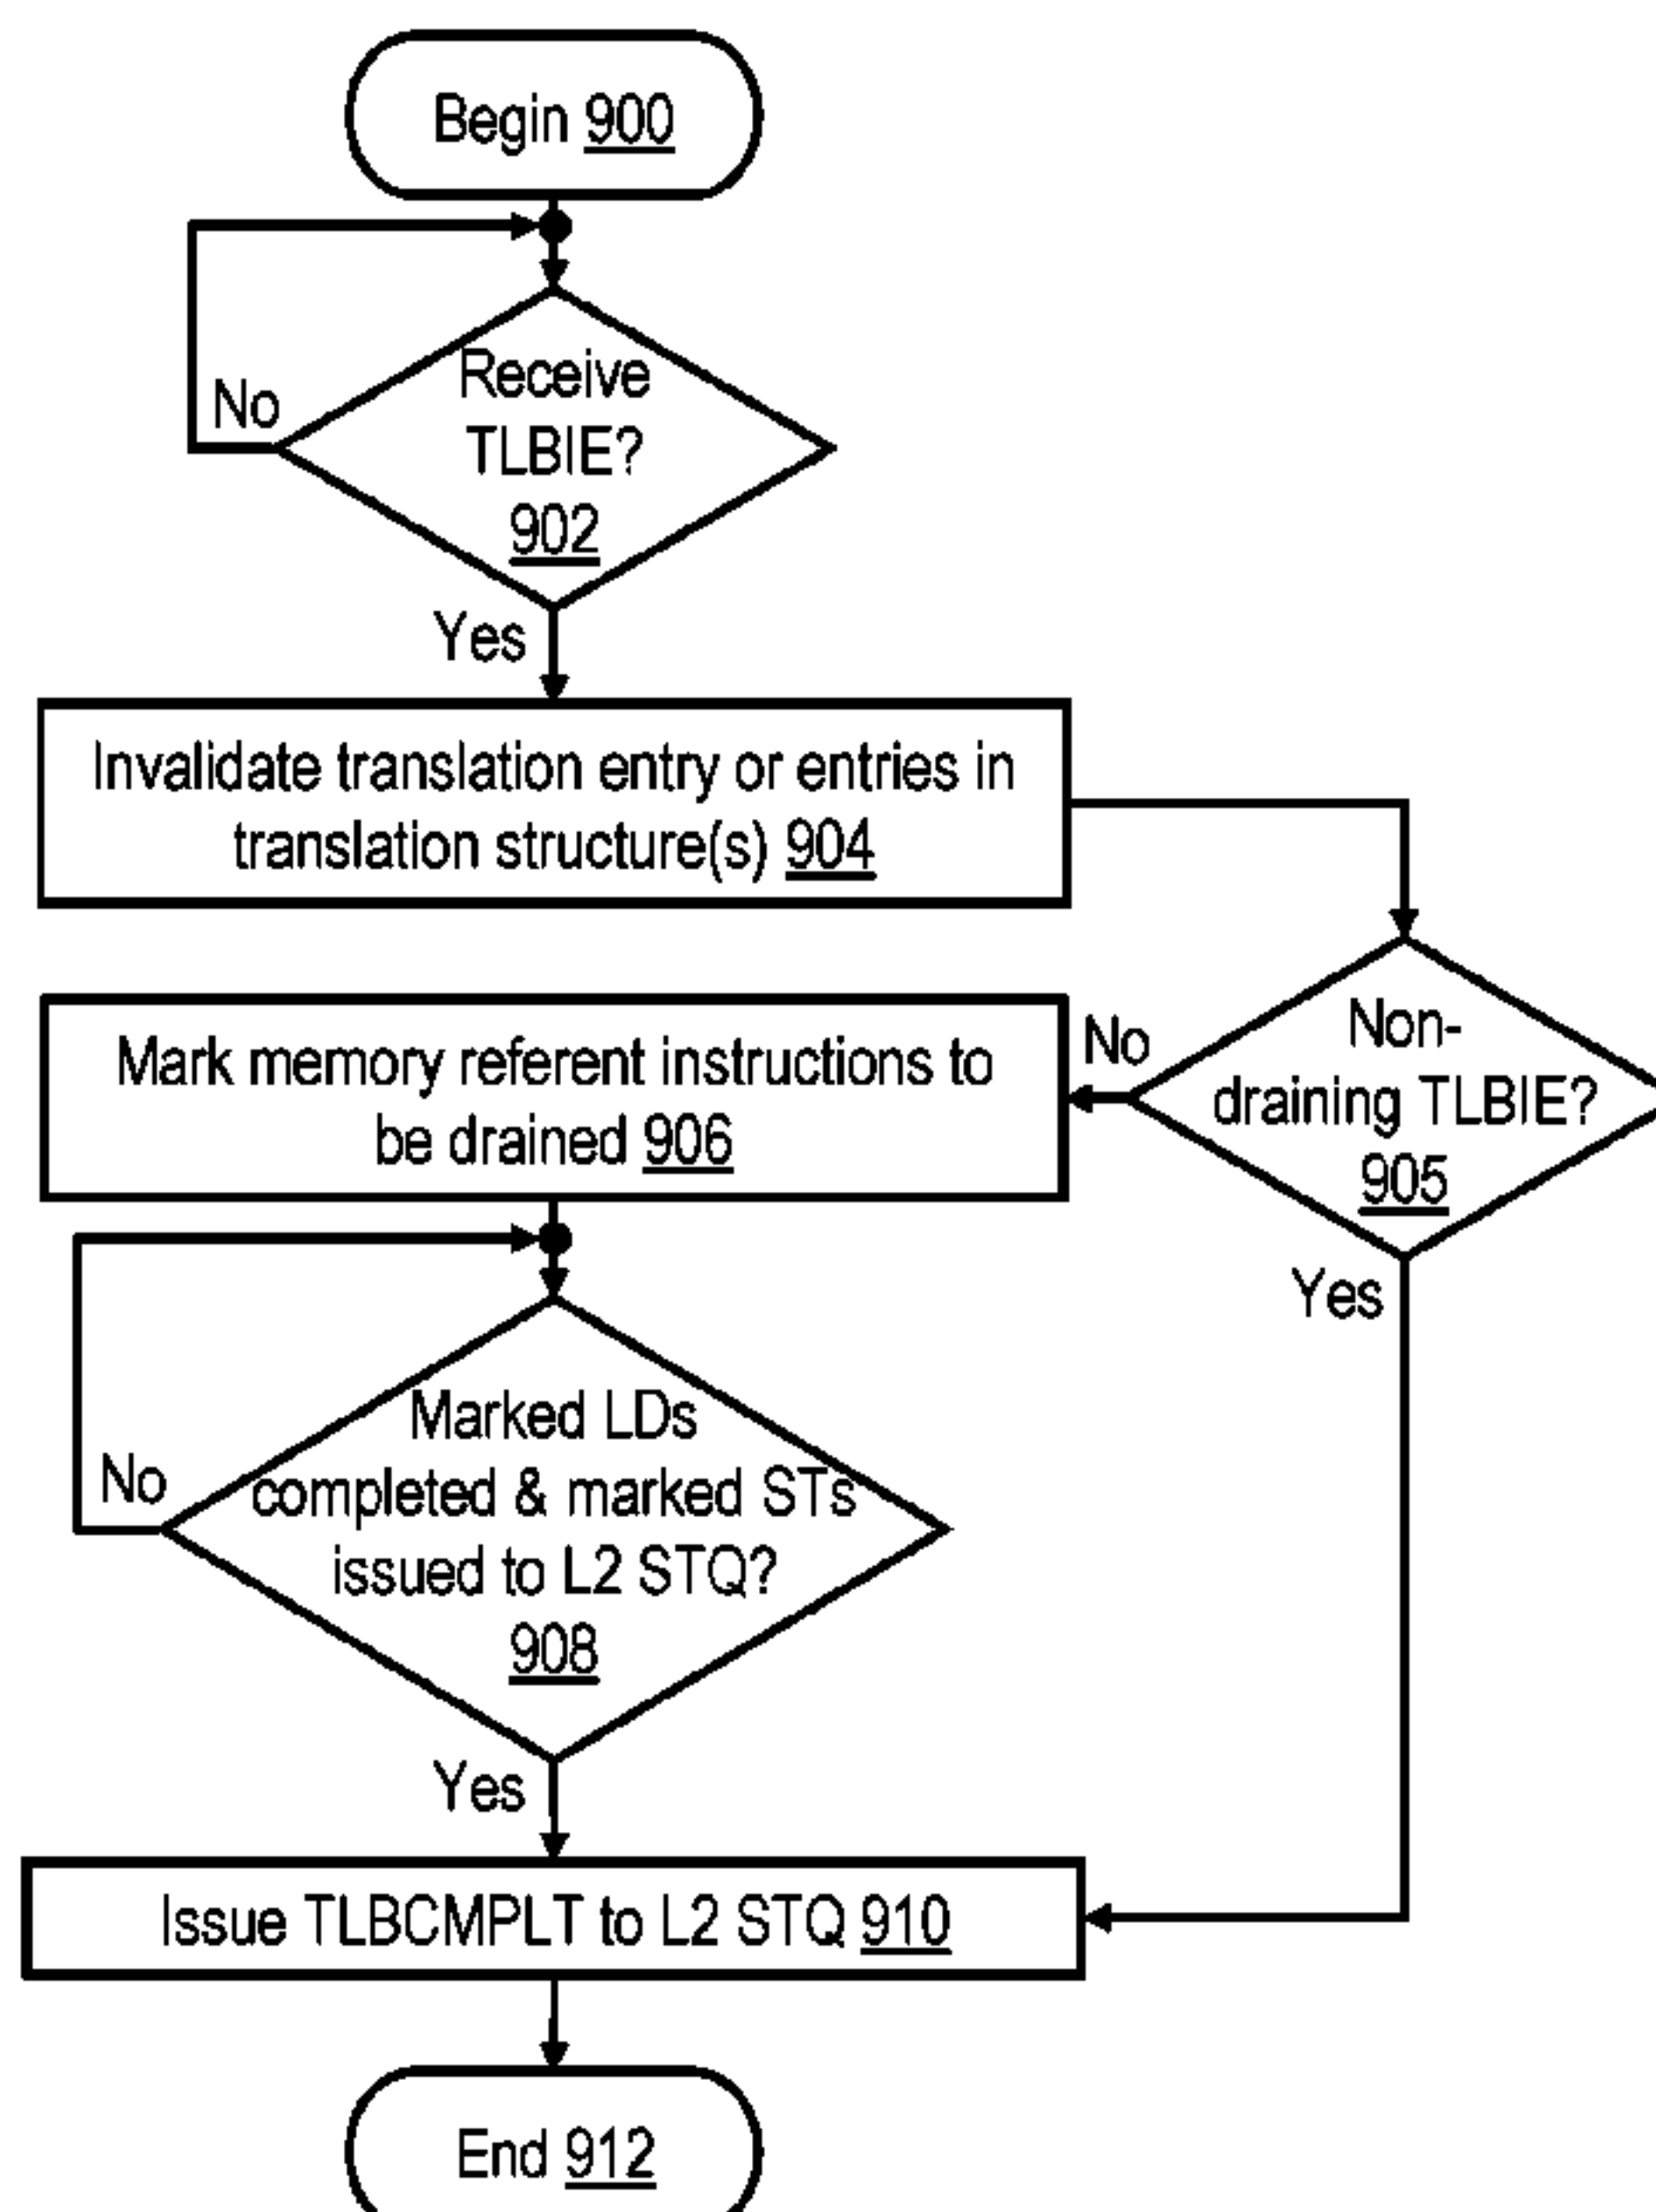 Begin 900
Receive
TLBIE?
902
No
Yes
Invalidate translation entry or entries in
translation structure(s) 904
Non-
draining TLBIE?
905
No
Yes
Mark memory referent instructions to
be drained 906
Marked LDs
completed & marked STs
issued to L2 STQ?
908
No
Yes
Issue TLBCMPLT to L2 STQ 910
End 912